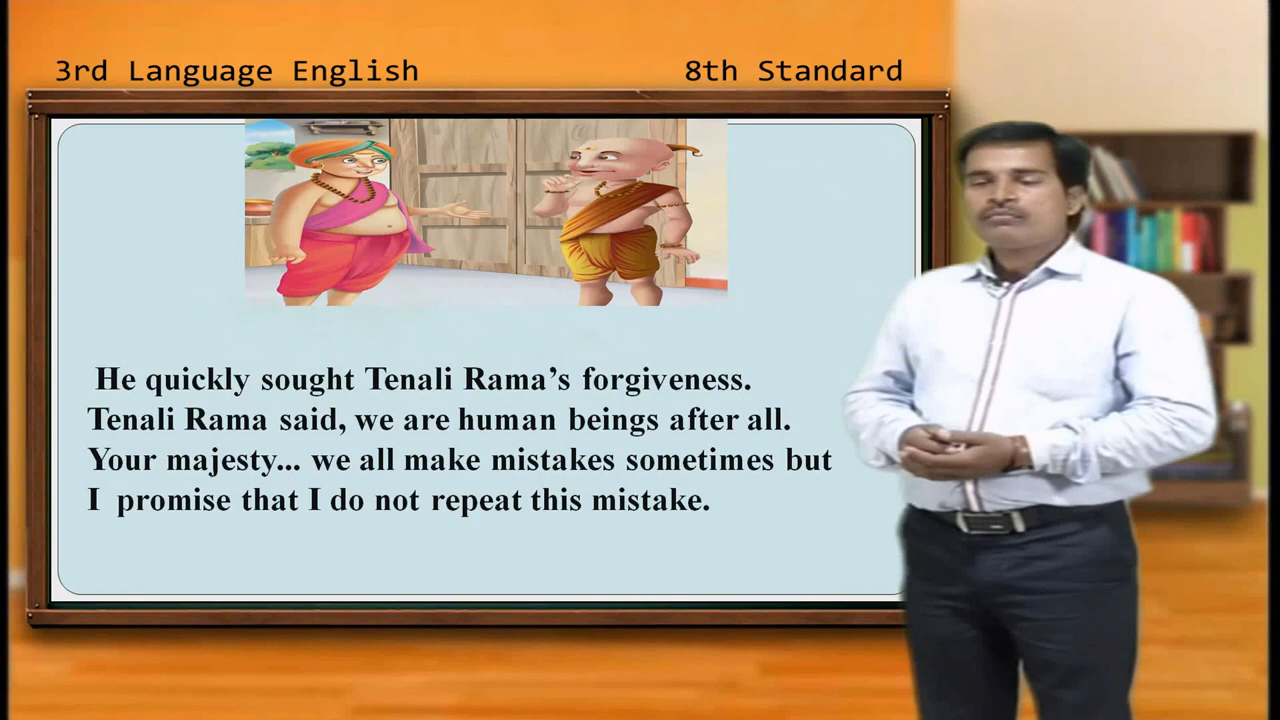 3rd Language English
8th Standard
He quickly sought Tenali Rama’s forgiveness.
Tenali Rama said, we are human beings after all.
Your majesty... we all make mistakes sometimes but
I promise that I do not repeat this mistake.